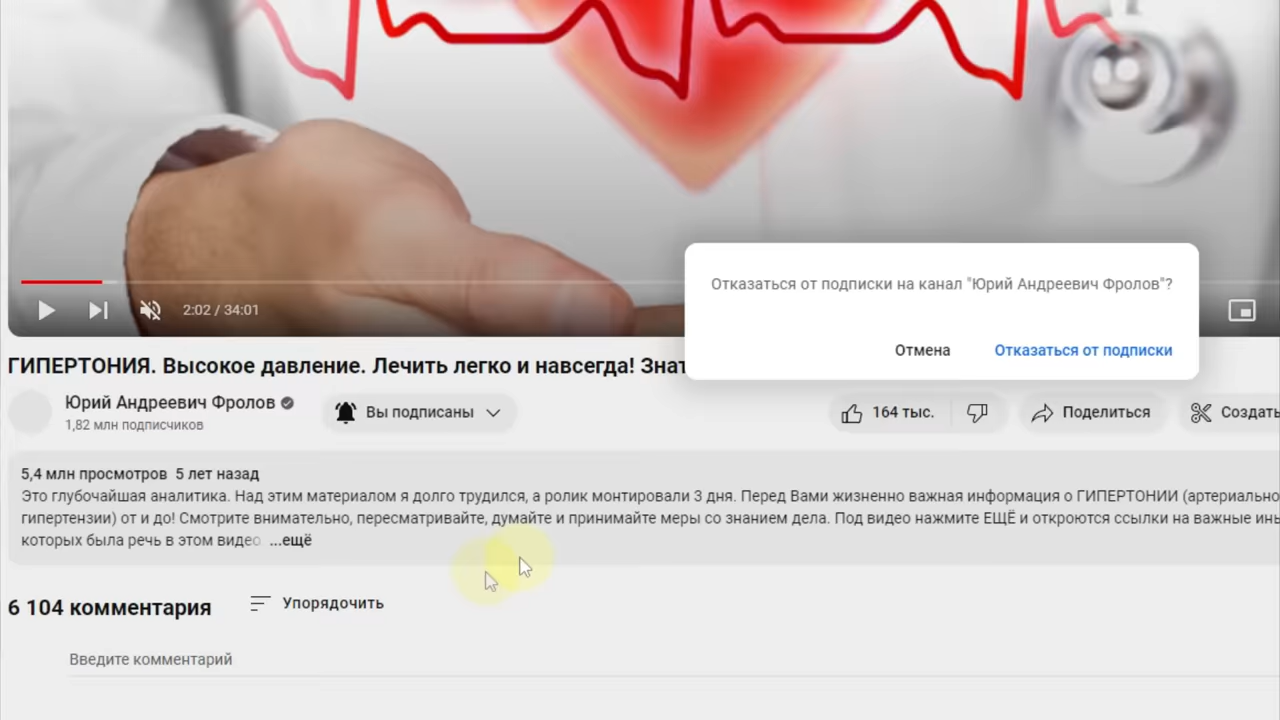 Отказаться от подписки на канал "Юрий Андреевич Фролов"?
Отмена
Отказаться от подписки
2:02 / 34:01
ГИПЕРТОНИЯ. Высокое давление. Лечить легко и навсегда!
Юрий Андреевич Фролов
1,82 млн подписчиков
Вы подписаны
164 тыс.
Поделиться
5,4 млн просмотров 5 лет назад
Это глубочайшая аналитика. Над этим материалом я долго трудился, а ролик монтировали 3 дня. Перед Вами жизненно важная информация о ГИПЕРТОНИИ
гипертензии) от и до! Смотрите внимательно, пересматривайте, думайте и принимайте меры со знанием дела. Под видео нажмите ЕЩЁ и откроются ссылки на важные
которых была речь в этом видео ...ещё
6 104 комментария
Упорядочить
Введите комментарий